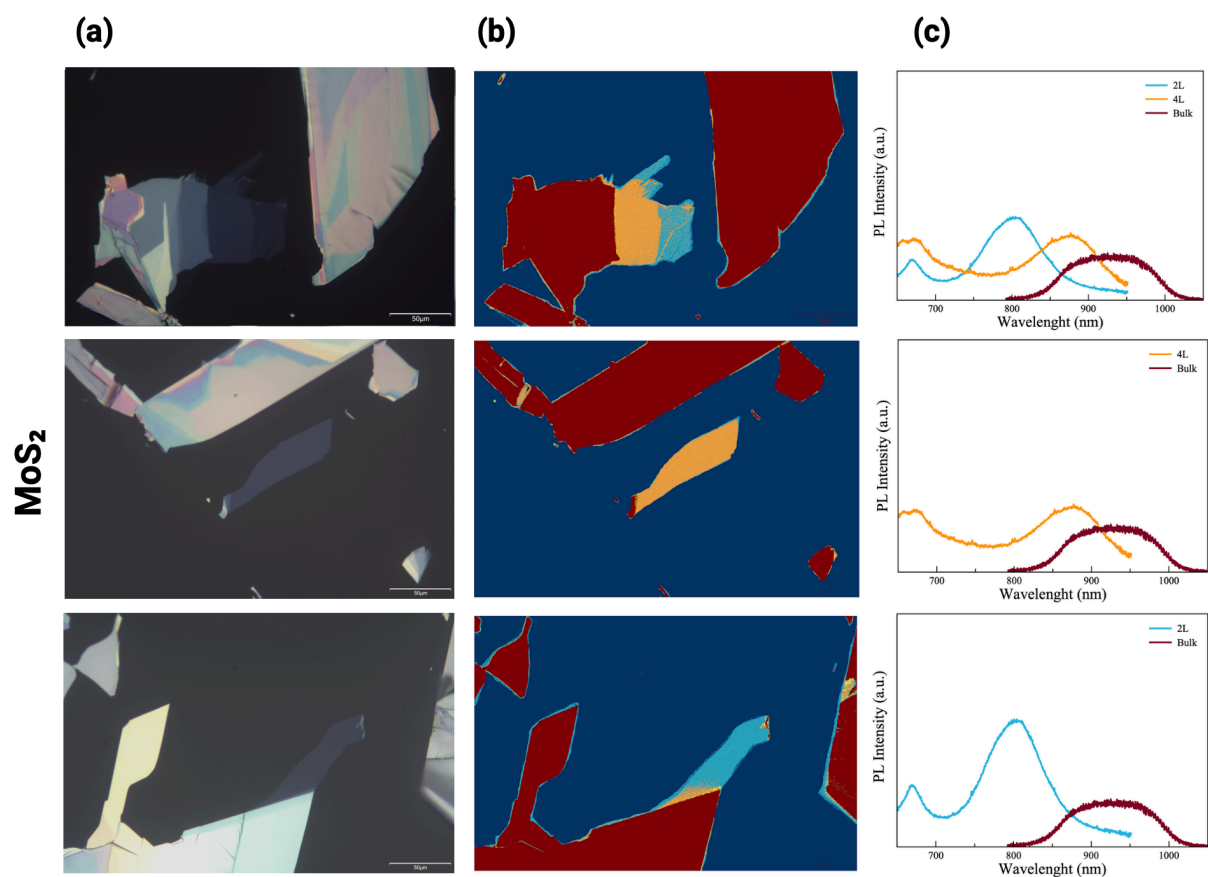 (a)
(b)
(c)
MoS₂
50µm
2L
4L
Bulk
PL Intensity (a.u.)
700
800
900
1000
Wavelenght (nm)
50µm
4L
Bulk
PL Intensity (a.u.)
700
800
900
1000
Wavelenght (nm)
50µm
2L
Bulk
PL Intensity (a.u.)
700
800
900
1000
Wavelenght (nm)